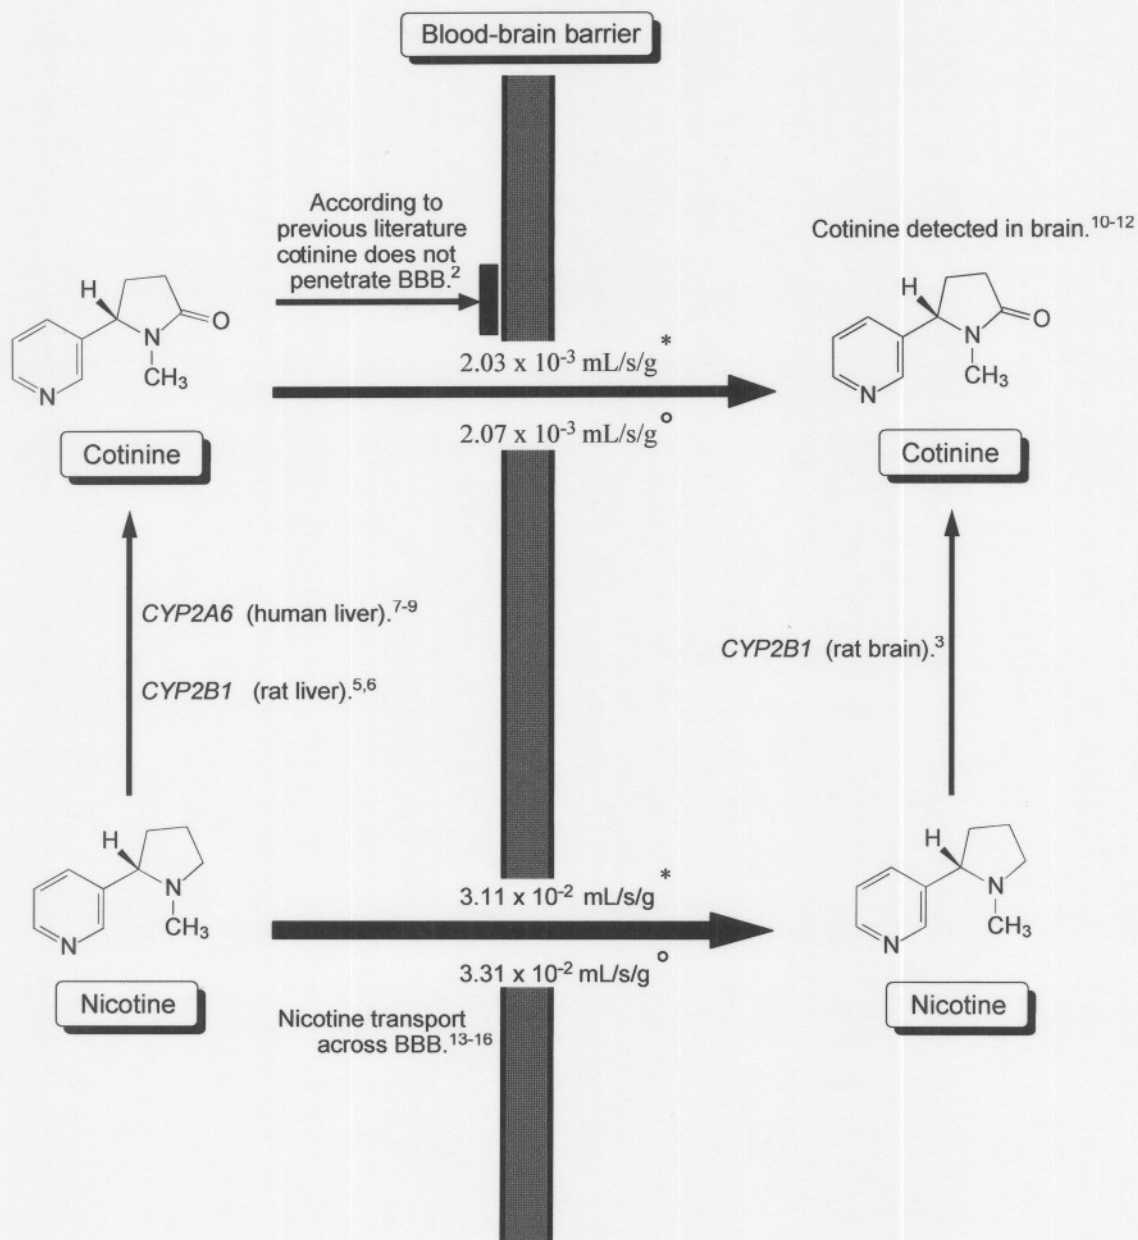 Blood-brain barrier
According to
previous literature
cotinine does not
penetrate BBB.2
Cotinine detected in brain.10-12
H
N
O
CH3
N
H
N
O
CH3
N
2.03 x 10-3 mL/s/g *
2.07 x 10-3 mL/s/g °
Cotinine
Cotinine
CYP2A6 (human liver).7-9
CYP2B1 (rat liver).5,6
CYP2B1 (rat brain).3
H
N
CH3
N
H
N
CH3
N
3.11 x 10-2 mL/s/g *
3.31 x 10-2 mL/s/g °
Nicotine
Nicotine
Nicotine transport
across BBB.13-16